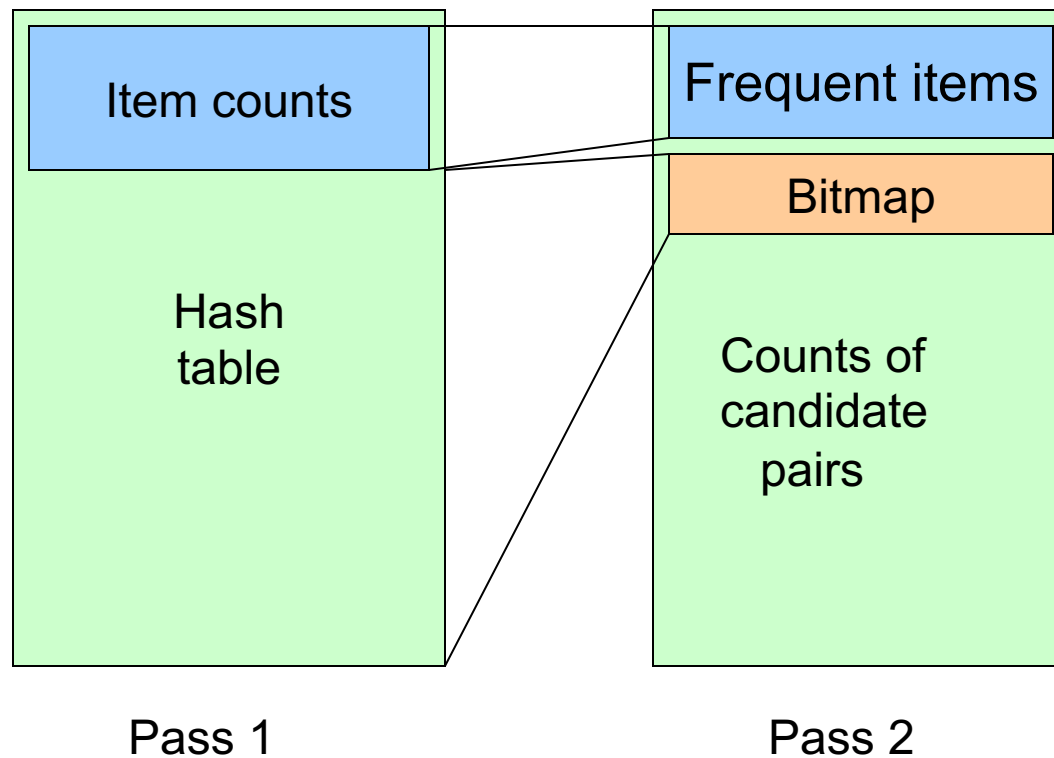 Item counts
Hash
table
Pass 1
Frequent items
Bitmap
Counts of
candidate
pairs
Pass 2